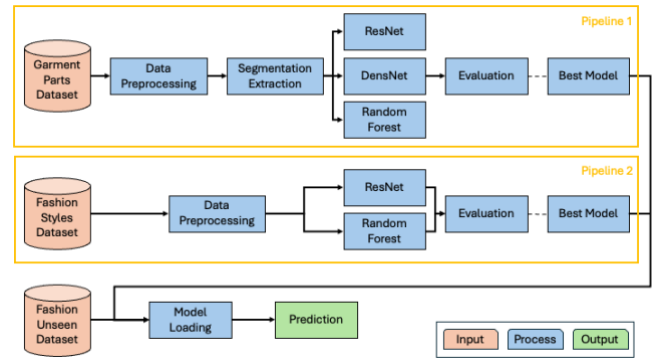 Pipeline 1
Garment
Parts
Dataset
Data
Preprocessing
Segmentation
Extraction
ResNet
DensNet
Random
Forest
Evaluation
Best Model
Pipeline 2
Fashion
Styles
Dataset
Data
Preprocessing
ResNet
Random
Forest
Evaluation
Best Model
Fashion
Unseen
Dataset
Model
Loading
Prediction
Input
Process
Output